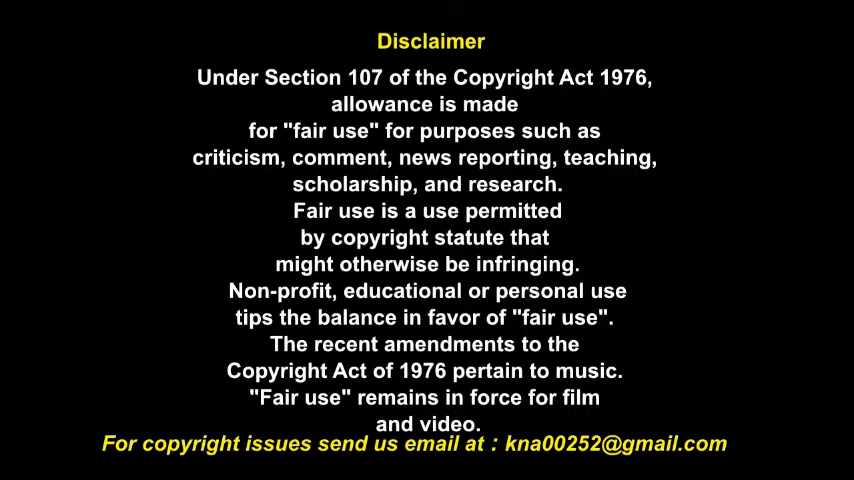 Disclaimer
Under Section 107 of the Copyright Act 1976,
allowance is made
for "fair use" for purposes such as
criticism, comment, news reporting, teaching,
scholarship, and research.
Fair use is a use permitted
by copyright statute that
might otherwise be infringing.
Non-profit, educational or personal use
tips the balance in favor of "fair use".
The recent amendments to the
Copyright Act of 1976 pertain to music.
"Fair use" remains in force for film
and video.
For copyright issues send us email at : kna00252@gmail.com